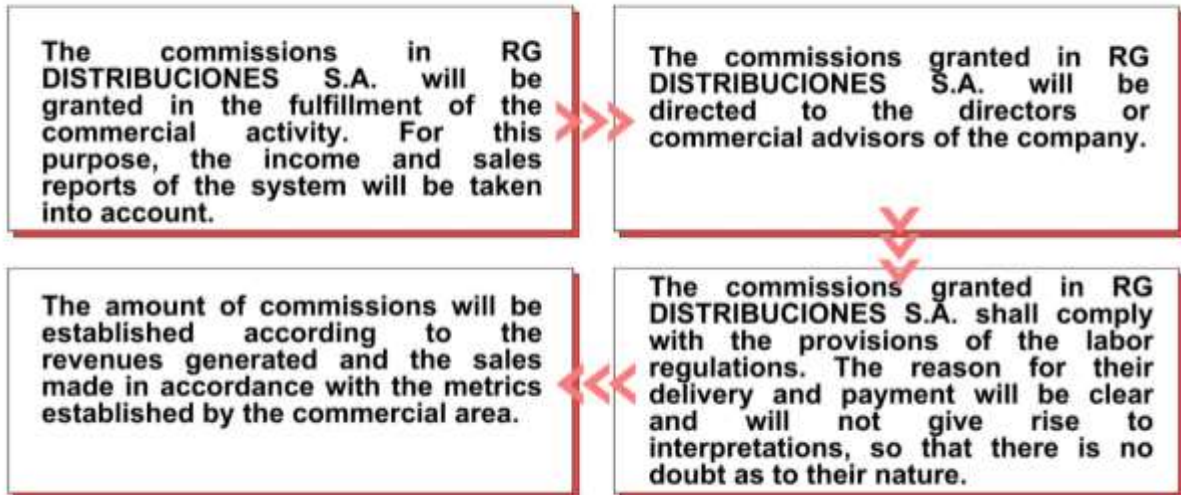 The commissions in RG
DISTRIBUCIONES S.A. will be
granted in the fulfillment of the
commercial activity. For this
purpose, the income and sales
reports of the system will be taken
into account.
The commissions granted in RG
DISTRIBUCIONES S.A. will be
directed to the directors or
commercial advisors of the company.
The commissions granted in RG
DISTRIBUCIONES S.A. shall comply
with the provisions of the labor
regulations. The reason for their
delivery and payment will be clear
and will not give rise to
interpretations, so that there is no
doubt as to their nature.
The amount of commissions will be
established according to the
revenues generated and the sales
made in accordance with the metrics
established by the commercial area.